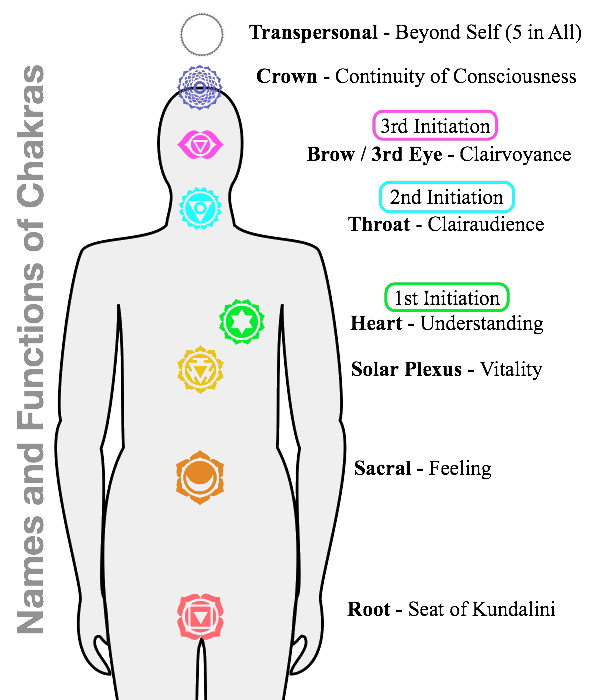 Names and Functions of Chakras
Transpersonal - Beyond Self (5 in All)
Crown - Continuity of Consciousness
3rd Initiation
Brow / 3rd Eye - Clairvoyance
2nd Initiation
Throat - Clairaudience
1st Initiation
Heart - Understanding
Solar Plexus - Vitality
Sacral - Feeling
Root - Seat of Kundalini